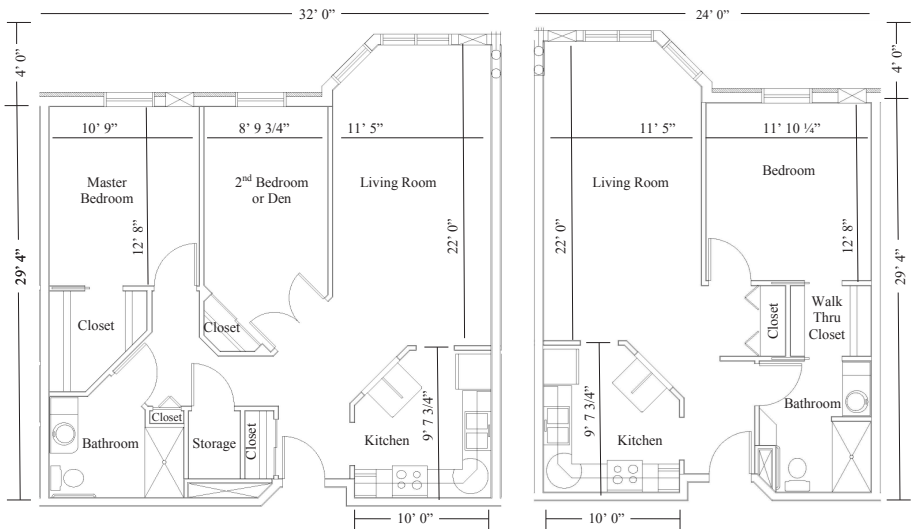 32’ 0”
24’ 0”
4’ 0”
4’ 0”
10’ 9”
8’ 9 3/4”
11’ 5”
11’ 5”
11’ 10 ¼”
Master
Bedroom
2nd Bedroom
or Den
Living Room
Living Room
Bedroom
12’ 8”
22’ 0”
22’ 0”
12’ 8”
29’ 4”
29’ 4”
Closet
Closet
Closet
Walk
Thru
Closet
Closet
Bathroom
Storage
Closet
Kitchen
9’ 7 3/4”
9’ 7 3/4”
Kitchen
Bathroom
10’ 0”
10’ 0”